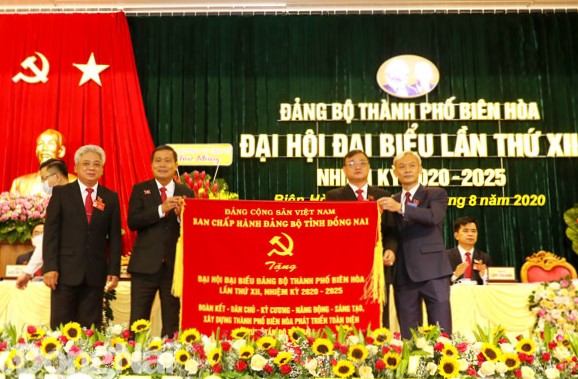 ĐẢNG BỘ THÀNH PHỐ BIÊN HÒA
ĐẠI HỘI ĐẠI BIỂU LẦN THỨ XII
NHIỆM KỲ 2020-2025
Biên Hò
8 năm 2020
ĐẢNG CỘNG SẢN VIỆT NAM
BAN CHẤP HÀNH ĐẢNG BỘ TỈNH ĐỒNG NAI
Tặng
ĐẠI HỘI ĐẠI BIỂU ĐẢNG BỘ THÀNH PHỐ BIÊN HÒA
LẦN THỨ XII, NHIỆM KỲ 2020 - 2025
ĐOÀN KẾT - DÂN CHỦ - KỶ CƯƠNG - NĂNG ĐỘNG - SÁNG TẠO,
XÂY DỰNG THÀNH PHỐ BIÊN HÒA PHÁT TRIỂN TOÀN DIỆN